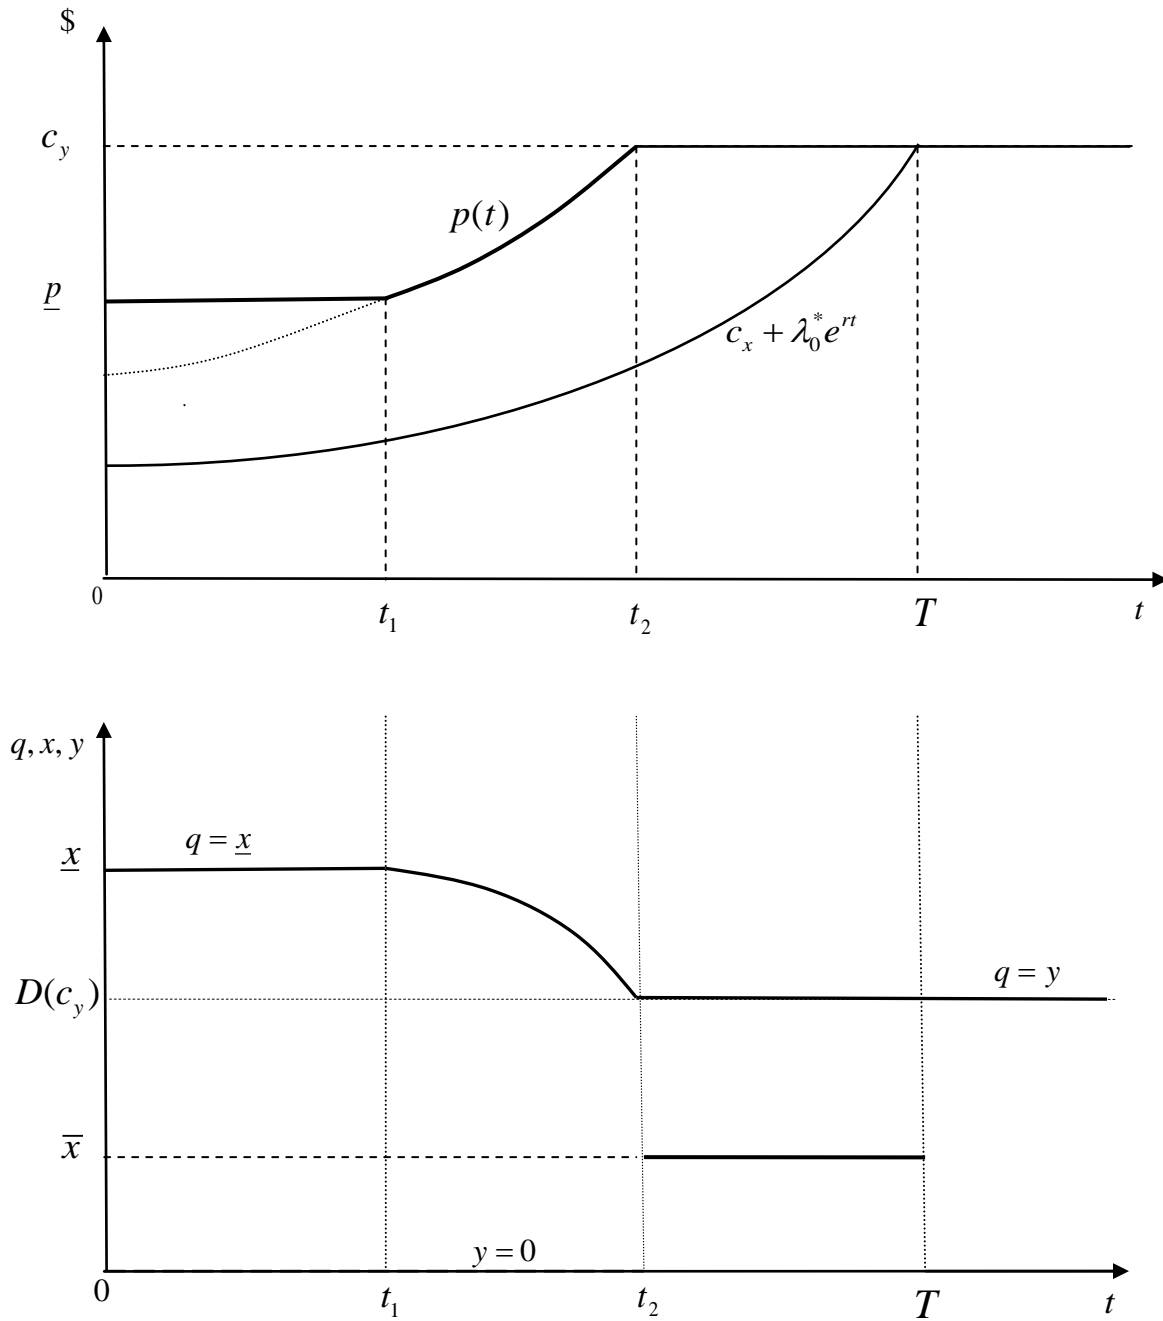 $
c_y
p(t)
p̲
c_x + λ_0^* e^{rt}
0
t_1
t_2
T
t
q, x, y
q = x̲
x̲
q = y
D(c_y)
x̄
y = 0
0
t_1
t_2
T
t